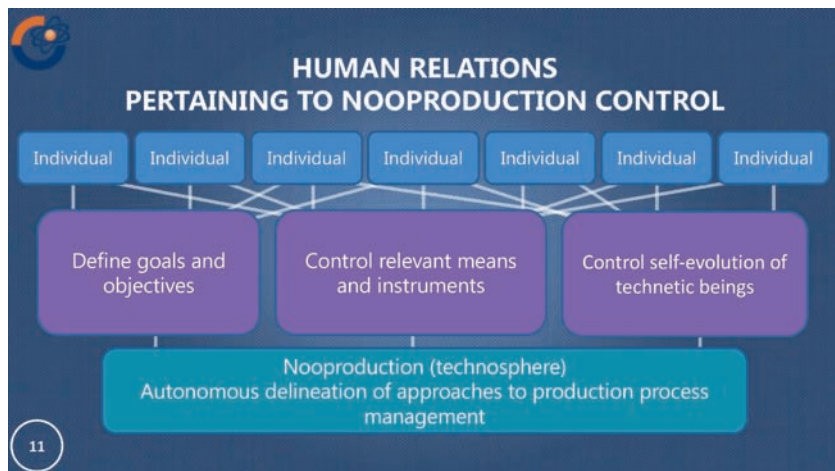 HUMAN RELATIONS
PERTAINING TO NOOPRODUCTION CONTROL
Individual
Individual
Individual
Individual
Individual
Individual
Individual
Define goals and
objectives
Control relevant means
and instruments
Control self-evolution of
technetic beings
Nooproduction (technosphere)
Autonomous delineation of approaches to production process
management
11